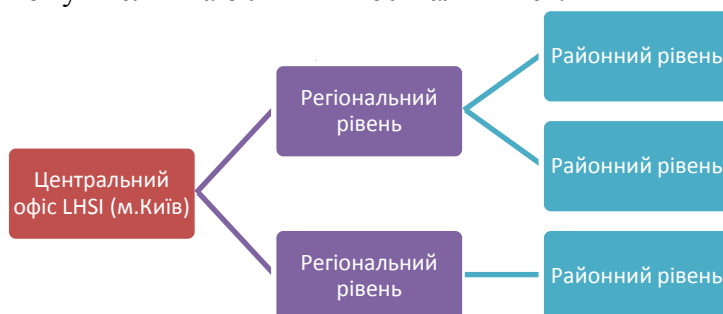 Районний рівень
Регіональний
рівень
Районний рівень
Центральний
офіс LHSI (м.Київ)
Регіональний
рівень
Районний рівень